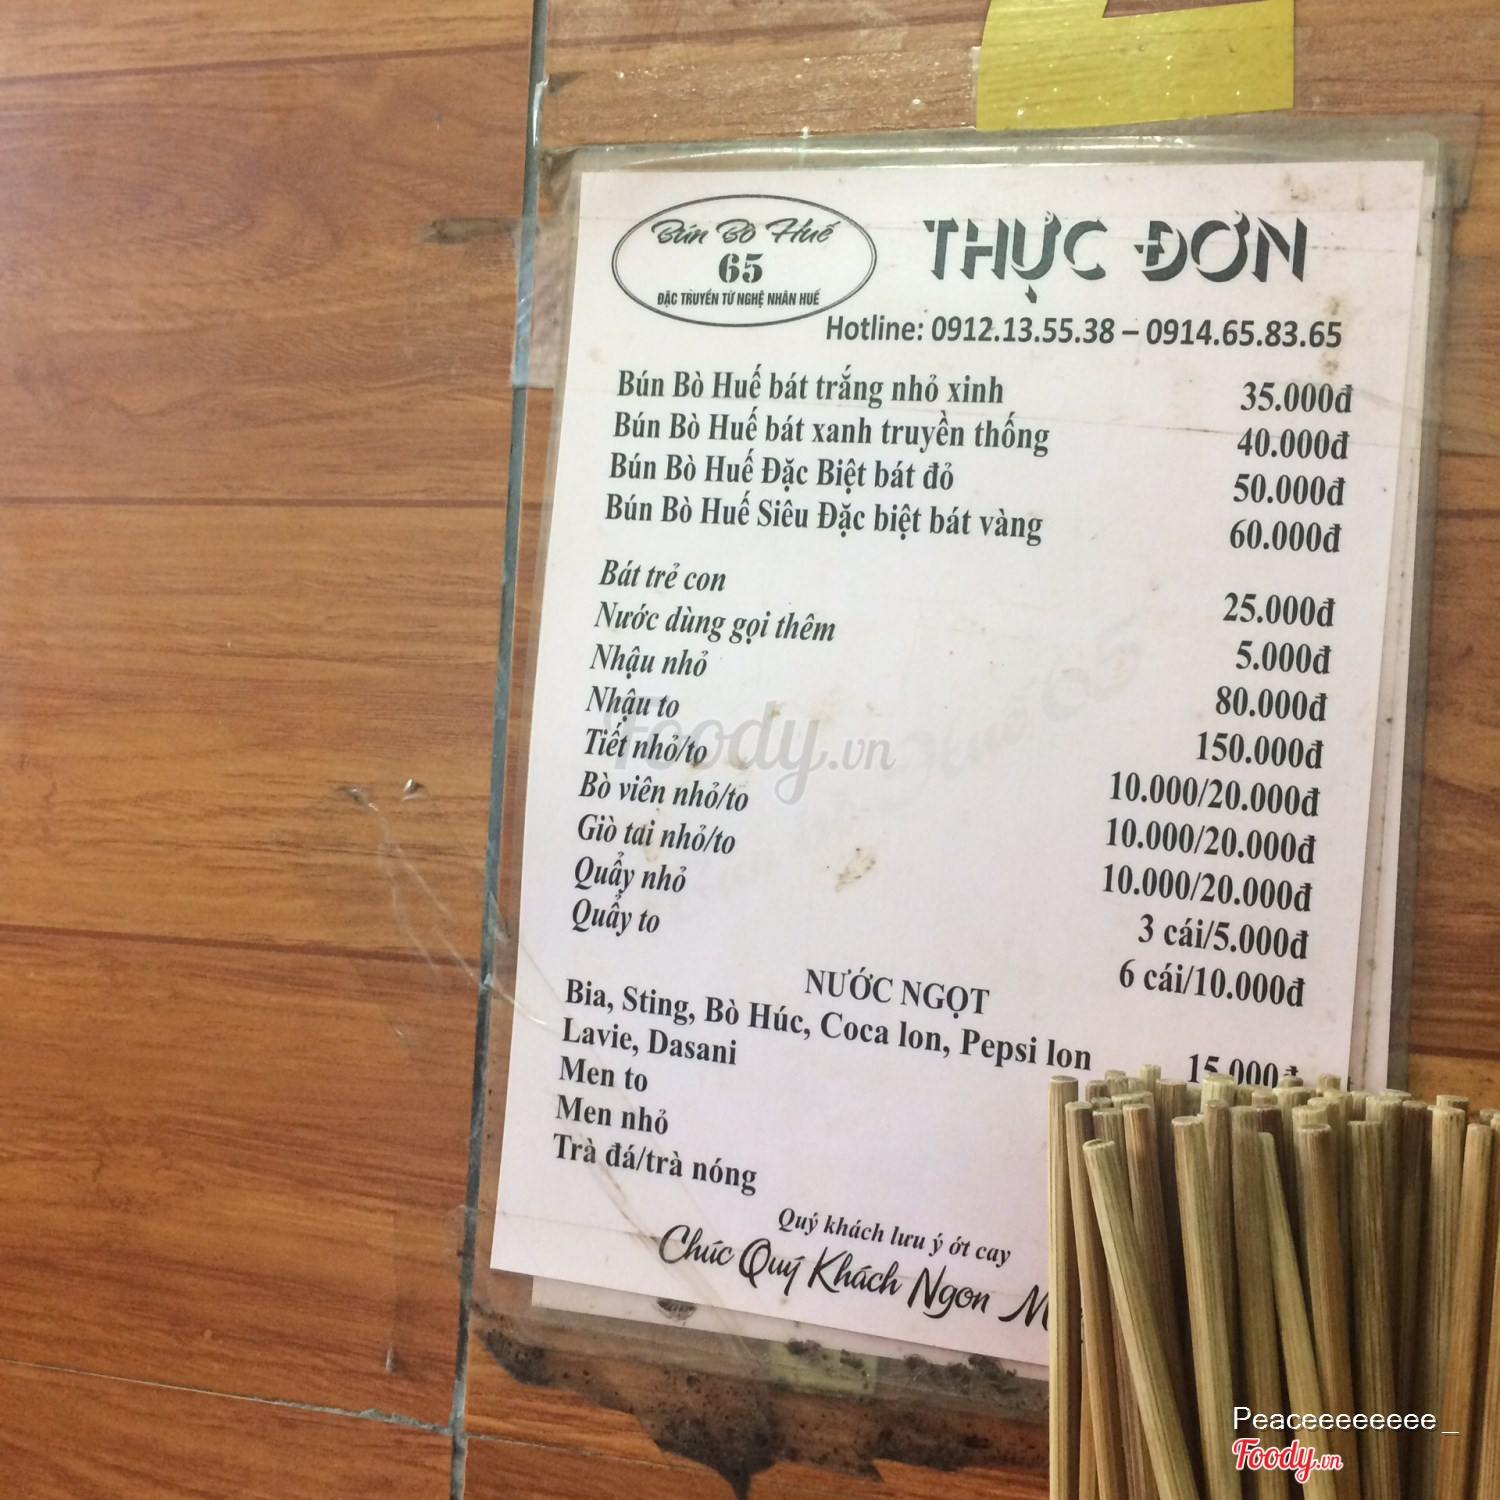 Bún Bò Huế
65
ĐẶC TRUYỀN TỪ NGHỆ NHÂN HUẾ
THỰC ĐƠN
Hotline: 0912.13.55.38 – 0914.65.83.65
Bún Bò Huế bát trắng nhỏ xinh 35.000đ
Bún Bò Huế bát xanh truyền thống 40.000đ
Bún Bò Huế Đặc Biệt bát đỏ 50.000đ
Bún Bò Huế Siêu Đặc biệt bát vàng 60.000đ
Bát trẻ con 25.000đ
Nước dùng gọi thêm 5.000đ
Nhậu nhỏ 80.000đ
Nhậu to 150.000đ
Tiết nhỏ/to 10.000/20.000đ
Bò viên nhỏ/to 10.000/20.000đ
Giò tai nhỏ/to 10.000/20.000đ
Quẩy nhỏ 3 cái/5.000đ
Quẩy to 6 cái/10.000đ
NƯỚC NGỌT
Bia, Sting, Bò Húc, Coca lon, Pepsi lon 15.000đ
Lavie, Dasani
Men to
Men nhỏ
Trà đá/trà nóng
Quý khách lưu ý ớt cay
Chúc Quý Khách Ngon
Foody.vn
Peaceeeeeeee_
Foody.vn